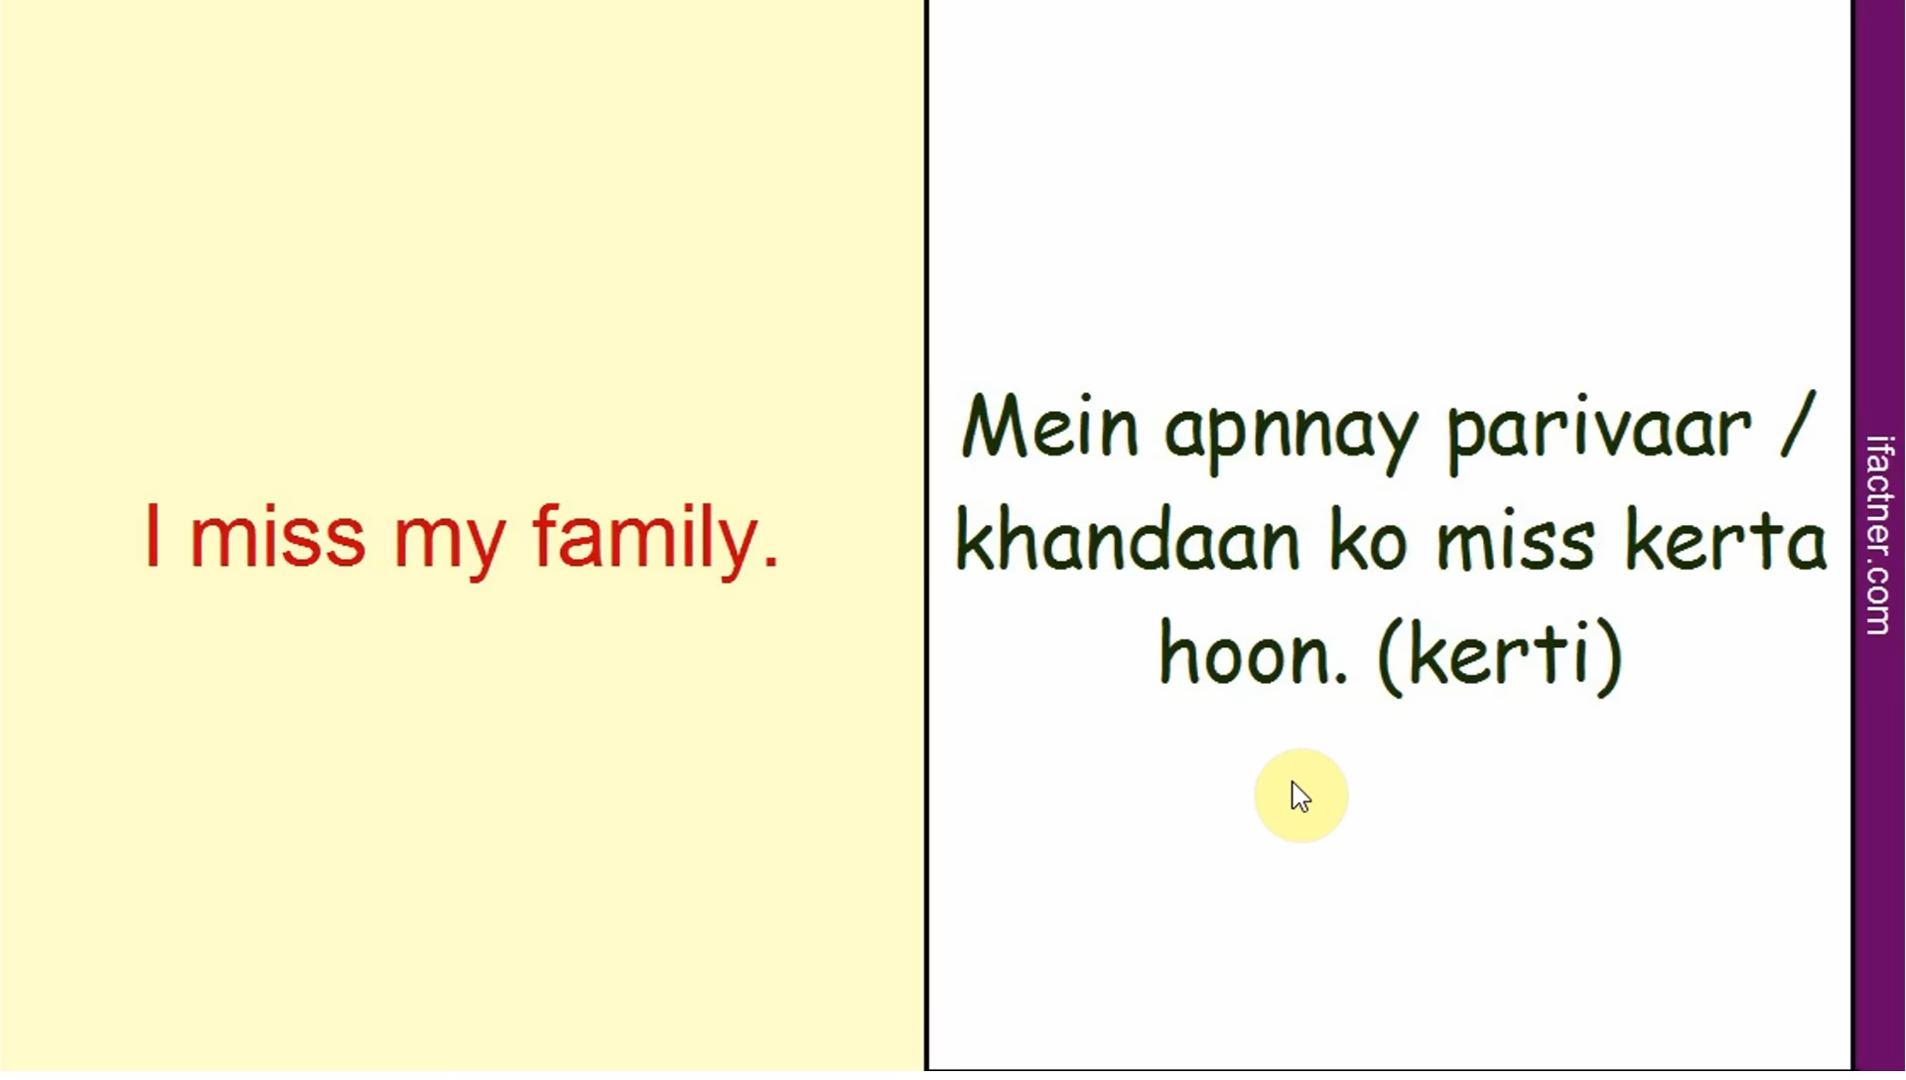 I miss my family.
Mein apnnay parivaar /
khandaan ko miss kerta
hoon. (kerti)
ifactner.com